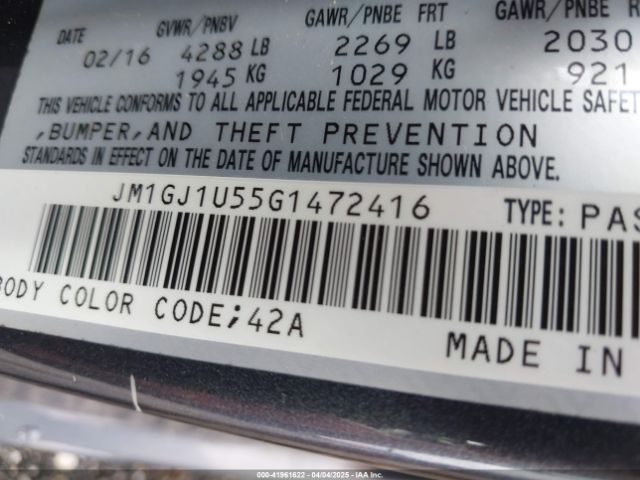 DATE GVWR/PNBV GAWR/PNBE FRT GAWR/PNBE
02/16 4288 LB 2269 LB 2030
1945 KG 1029 KG 921
THIS VEHICLE CONFORMS TO ALL APPLICABLE FEDERAL MOTOR VEHICLE SAFET
,BUMPER,AND THEFT PREVENTION
STANDARDS IN EFFECT ON THE DATE OF MANUFACTURE SHOWN ABOVE.
JM1GJ1U55G1472416 TYPE: PAS
BODY COLOR CODE;42A
MADE IN
00-41961622 - 04/04/2025 - IAA Inc.